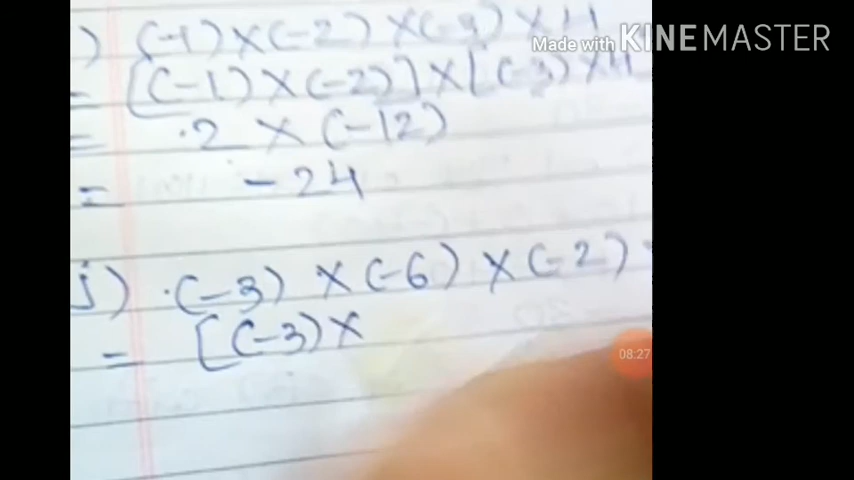 ) (-1) × (-2) × (-3) × 4
= [(-1) × (-2)] × [(-3) × 4
= 2 × (-12)
= -24
j) (-3) × (-6) × (-2)
= [(-3) ×
Made with KINEMASTER
08:27